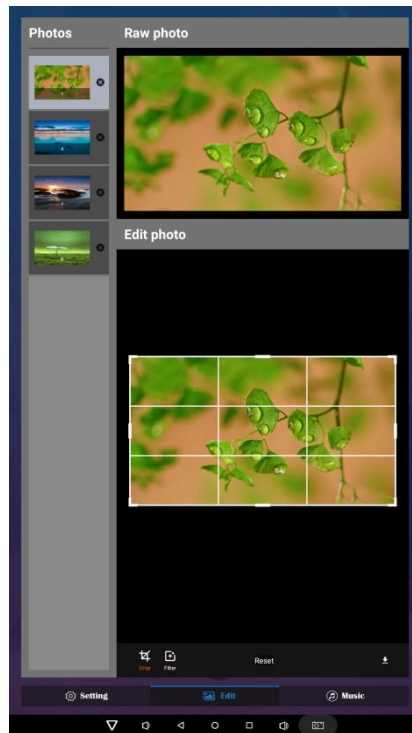 Photos
Raw photo
Edit photo
Crop
Filter
Reset
Setting
Edit
Music